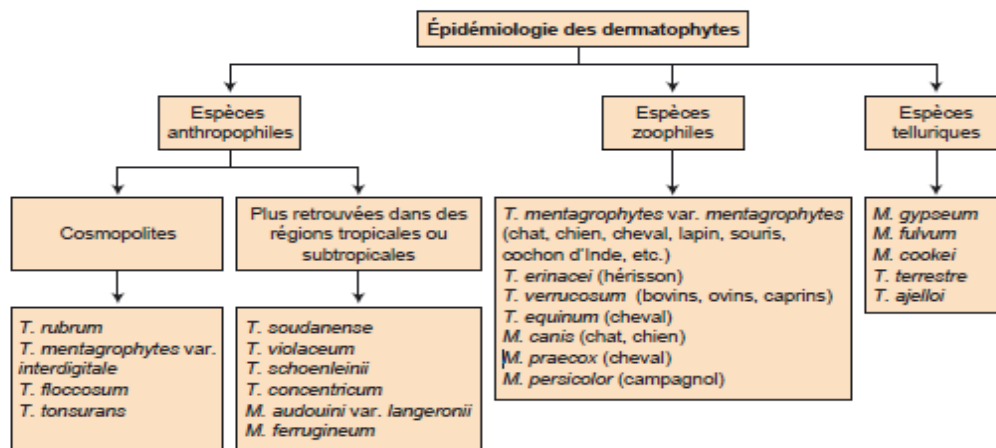 Épidémiologie des dermatophytes
Espèces
anthropophiles
Espèces
zoophiles
Espèces
telluriques
Cosmopolites
Plus retrouvées dans des
régions tropicales ou
subtropicales
T. rubrum
T. mentagrophytes var.
interdigitale
T. floccosum
T. tonsurans
T. soudanense
T. violaceum
T. schoenleinii
T. concentricum
M. audouini var. langeronii
M. ferrugineum
T. mentagrophytes var. mentagrophytes
(chat, chien, cheval, lapin, souris,
cochon d'Inde, etc.)
T. erinacei (hérisson)
T. verrucosum (bovins, ovins, caprins)
T. equinum (cheval)
M. canis (chat, chien)
M. praecox (cheval)
M. persicolor (campagnol)
M. gypseum
M. fulvum
M. cookei
T. terrestre
T. ajelloi